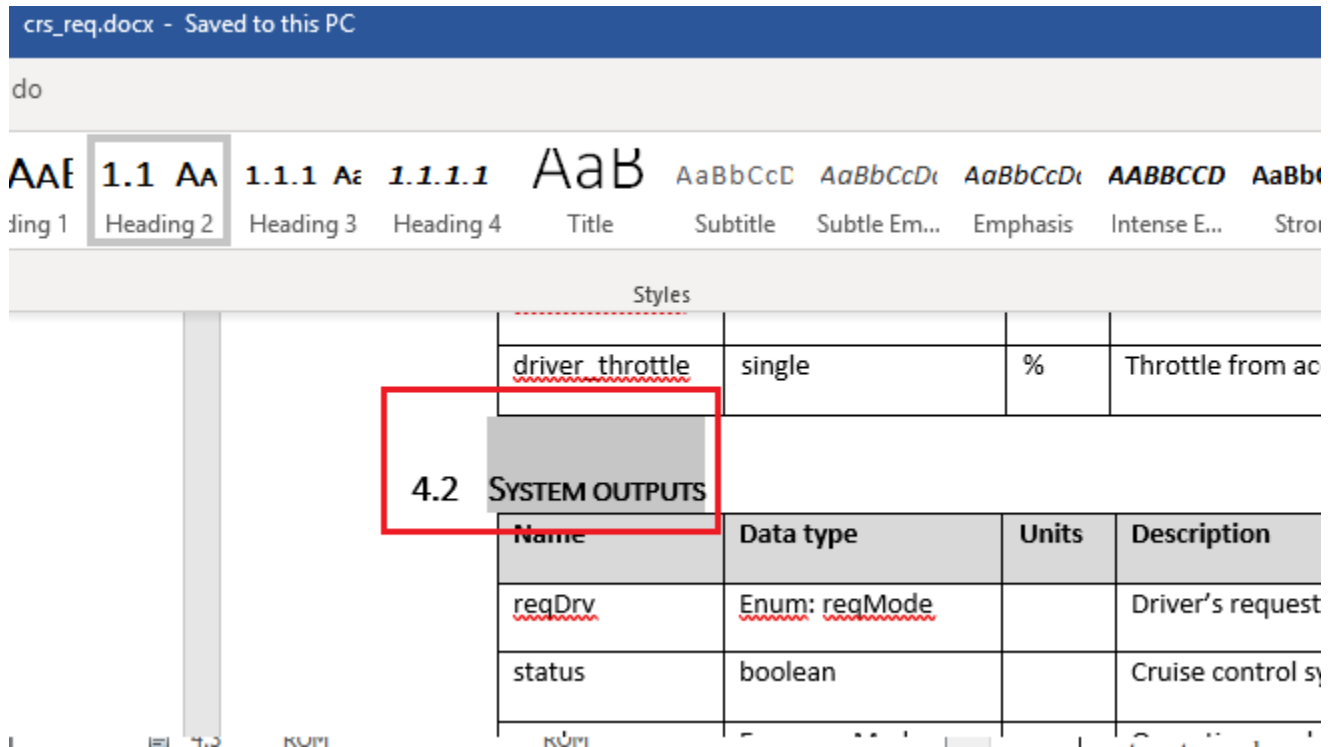 crs_req.docx - Saved to this PC
do
1.1 AA 1.1.1 1.1.1.1 AaB AaBbCcD AaBbCcDc AaBbCcDc AABBCCD AaBb
ding 1 Heading 2 Heading 3 Heading 4 Title Subtitle Subtle Em... Emphasis Intense E... Stro
Styles
driver_throttle single % Throttle from ac
4.2 SYSTEM OUTPUTS
Name Data type Units Description
reqDrv Enum: reqMode Driver’s request
status boolean Cruise control sy
4.3